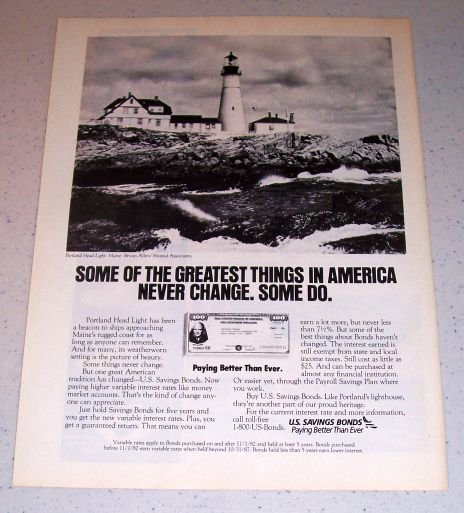 Portland Head Light- Maine. Bryan Allen/Shostal Associates
SOME OF THE GREATEST THINGS IN AMERICA
NEVER CHANGE. SOME DO.
Portland Head Light has been
a beacon to ships approaching
Maine's rugged coast for as
long as anyone can remember.
And for many, its weatherworn
setting is the picture of beauty.
Some things never change.
But one great American
tradition has changed—U.S. Savings Bonds. Now
paying higher variable interest rates like money
market accounts. That's the kind of change any-
one can appreciate.
Just hold Savings Bonds for five years and
you get the new variable interest rates. Plus, you
get a guaranteed return. That means you can
100
100
Paying Better Than Ever.
earn a lot more, but never less
than 7½%. But some of the
best things about Bonds haven't
changed. The interest earned is
still exempt from state and local
income taxes. Still cost as little as
$25. And can be purchased at
almost any financial institution.
Or easier yet, through the Payroll Savings Plan where
you work.
Buy U.S. Savings Bonds. Like Portland's lighthouse,
they're another part of our proud heritage.
For the current interest rate and more information,
call toll-free
1-800-US-Bonds.
U.S. SAVINGS BONDS
Paying Better Than Ever
Variable rates apply to Bonds purchased on and after 11/1/82 and held at least 5 years. Bonds purchased
before 11/1/82 earn variable rates when held beyond 10/31/87. Bonds held less than 5 years earn lower interest.